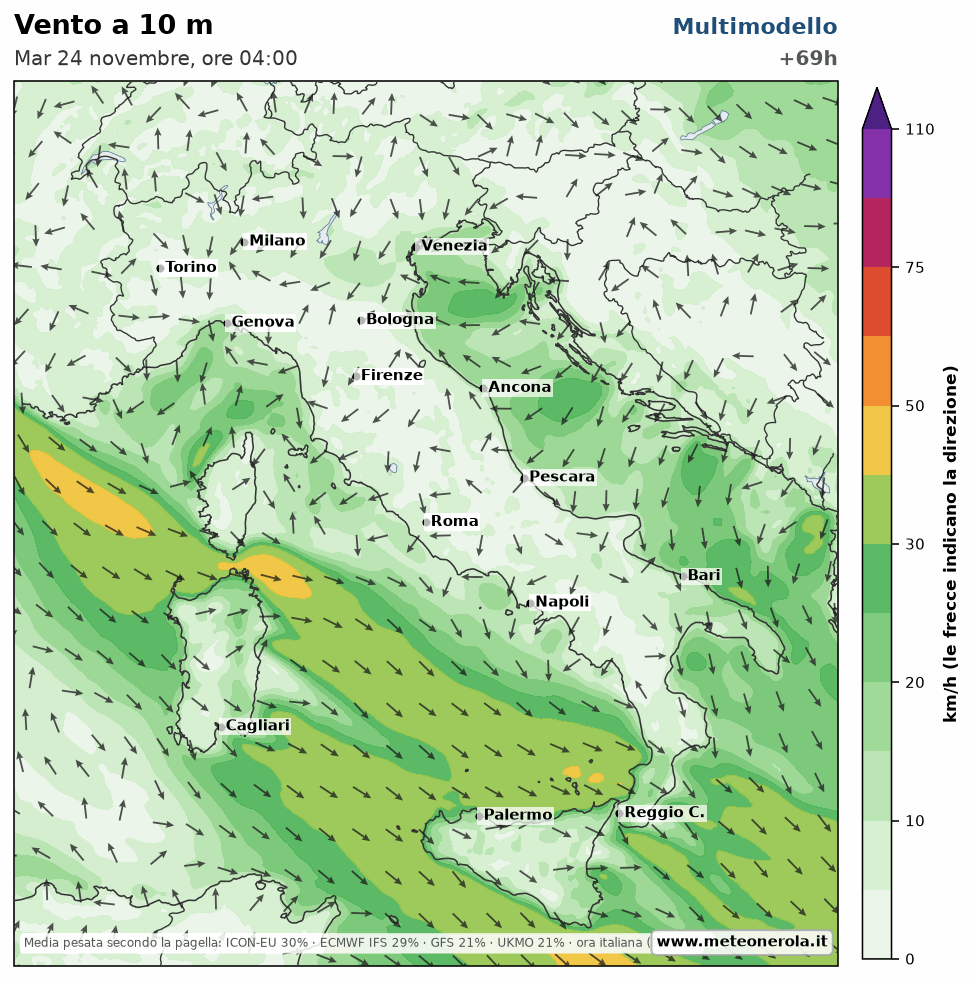 Vento a 10 m
Multimodello
Mar 24 novembre, ore 04:00
+69h
110
75
50
30
20
10
0
km/h (le frecce indicano la direzione)
Milano
Venezia
Torino
Genova
Bologna
Firenze
Ancona
Pescara
Roma
Bari
Napoli
Cagliari
Palermo
Reggio C.
Media pesata secondo la pagella: ICON-EU 30% · ECMWF IFS 29% · GFS 21% · UKMO 21% · ora italiana (
www.meteonerola.it